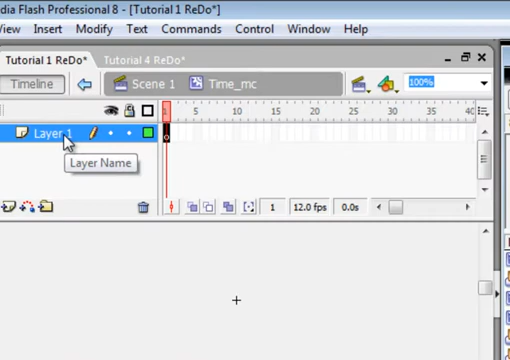 dia Flash Professional 8 - [Tutorial 1 ReDo*]
View Insert Modify Text Commands Control Window Help
Tutorial 1 ReDo* Tutorial 4 ReDo*
Timeline Scene 1 Time_mc 100%
1 5 10 15 20 25 30 35 40
Layer 1
Layer Name
1 12.0 fps 0.0s